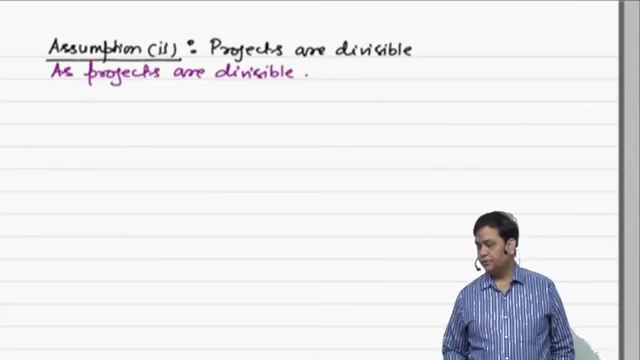 Assumption (ii) : Projects are divisible
As projects are divisible .